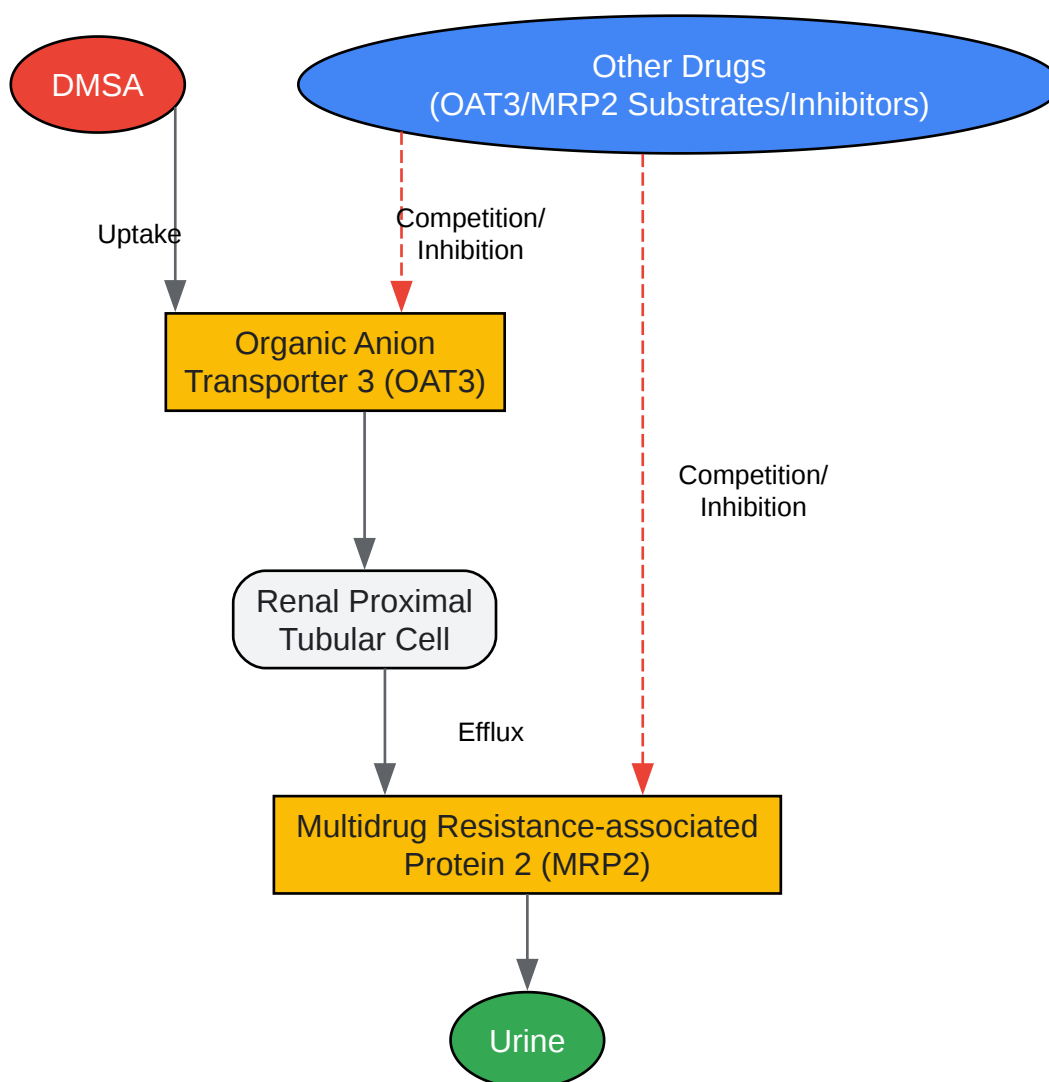 DMSA
Other Drugs
(OAT3/MRP2 Substrates/Inhibitors)
Uptake
Competition/
Inhibition
Organic Anion
Transporter 3 (OAT3)
Competition/
Inhibition
Renal Proximal
Tubular Cell
Efflux
Multidrug Resistance-associated
Protein 2 (MRP2)
Urine